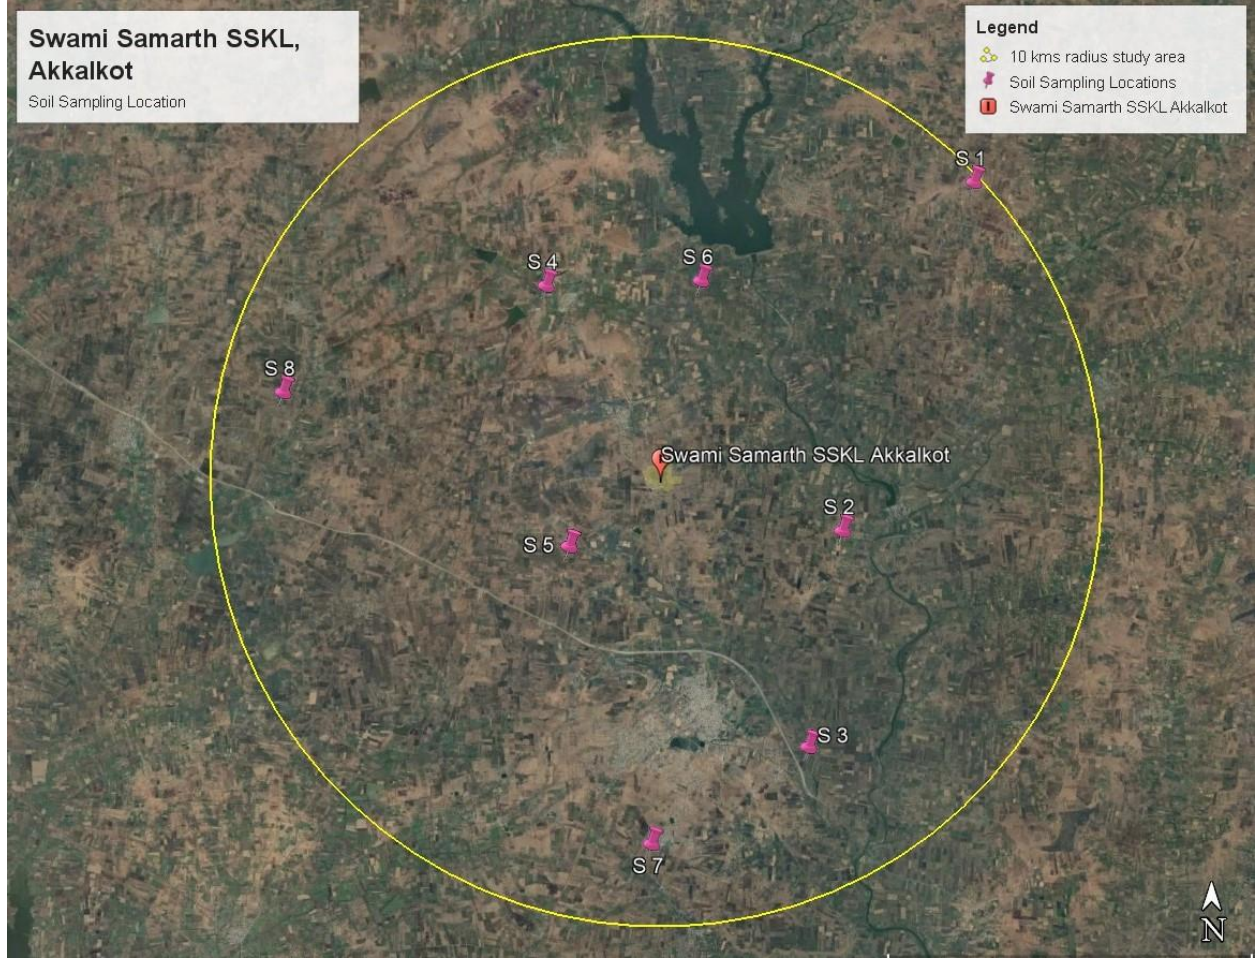 Swami Samarth SSKL,
Akkalkot
Soil Sampling Location
Legend
10 kms radius study area
Soil Sampling Locations
Swami Samarth SSKL Akkalkot
S 1
S 4
S 6
S 8
Swami Samarth SSKL Akkalkot
S 2
S 5
S 3
S 7
N